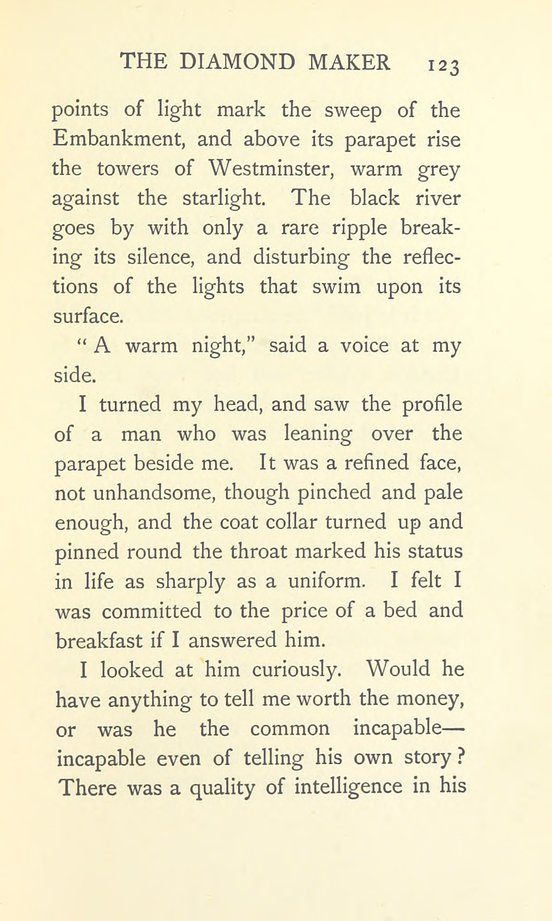 THE DIAMOND MAKER 123
points of light mark the sweep of the
Embankment, and above its parapet rise
the towers of Westminster, warm grey
against the starlight. The black river
goes by with only a rare ripple break-
ing its silence, and disturbing the reflec-
tions of the lights that swim upon its
surface.
“ A warm night,” said a voice at my
side.
I turned my head, and saw the profile
of a man who was leaning over the
parapet beside me. It was a refined face,
not unhandsome, though pinched and pale
enough, and the coat collar turned up and
pinned round the throat marked his status
in life as sharply as a uniform. I felt I
was committed to the price of a bed and
breakfast if I answered him.
I looked at him curiously. Would he
have anything to tell me worth the money,
or was he the common incapable—
incapable even of telling his own story ?
There was a quality of intelligence in his